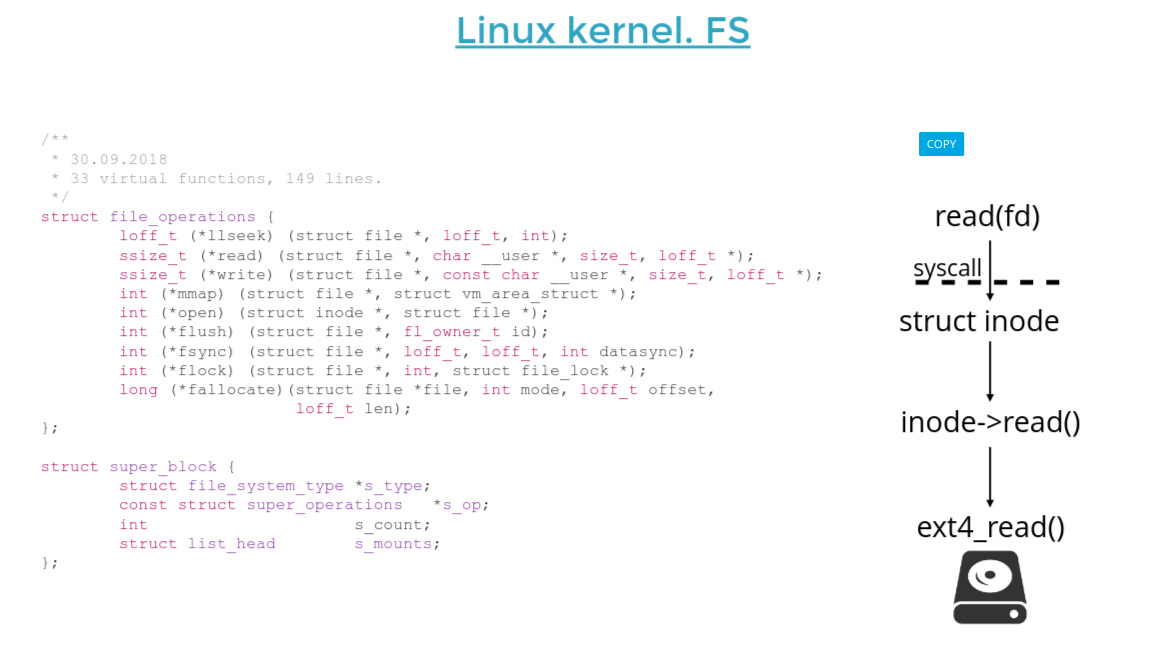 Linux kernel. FS
/**
 * 30.09.2018
 * 33 virtual functions, 149 lines.
 */
struct file_operations {
        loff_t (*llseek) (struct file *, loff_t, int);
        ssize_t (*read) (struct file *, char __user *, size_t, loff_t *);
        ssize_t (*write) (struct file *, const char __user *, size_t, loff_t *);
        int (*mmap) (struct file *, struct vm_area_struct *);
        int (*open) (struct inode *, struct file *);
        int (*flush) (struct file *, fl_owner_t id);
        int (*fsync) (struct file *, loff_t, loff_t, int datasync);
        int (*flock) (struct file *, int, struct file_lock *);
        long (*fallocate)(struct file *file, int mode, loff_t offset,
                          loff_t len);
};
struct super_block {
        struct file_system_type *s_type;
        const struct super_operations   *s_op;
        int                     s_count;
        struct list_head        s_mounts;
};
COPY
read(fd)
syscall
struct inode
inode->read()
ext4_read()